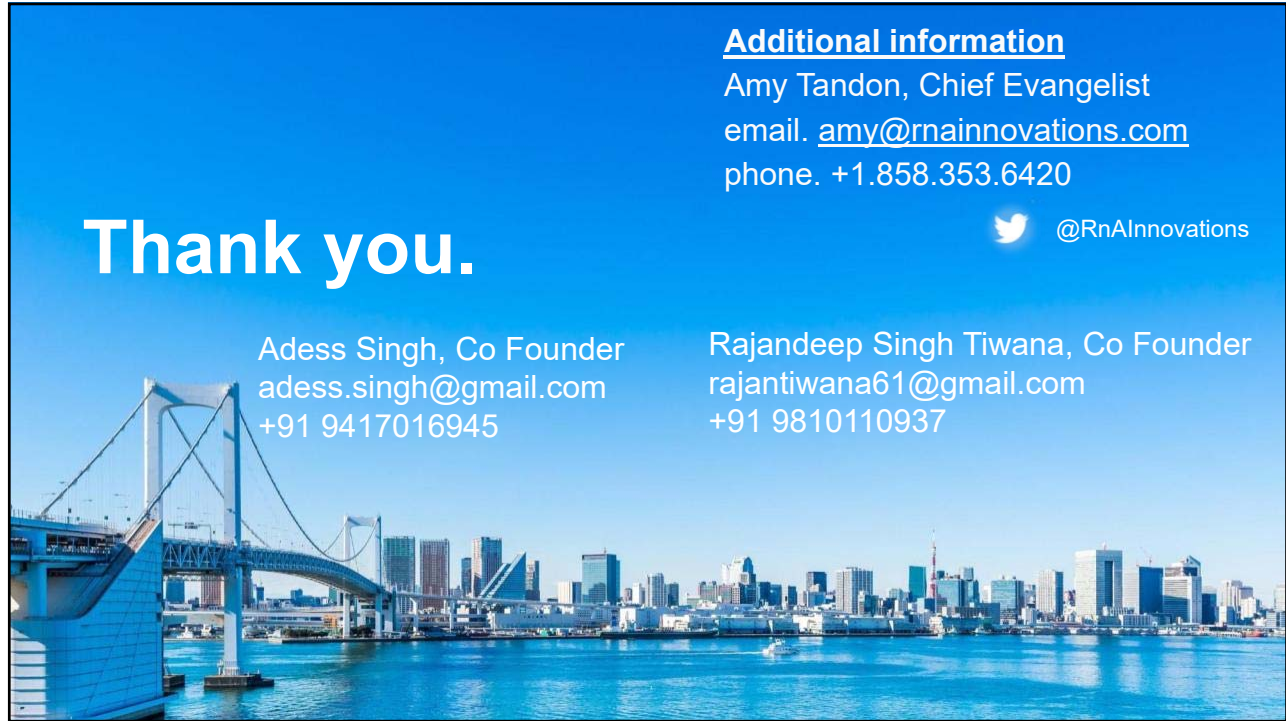 Additional information
Amy Tandon, Chief Evangelist
email. amy@rnainnovations.com
phone. +1.858.353.6420
@RnAInnovations
Thank you.
Adess Singh, Co Founder
adess.singh@gmail.com
+91 9417016945
Rajandeep Singh Tiwana, Co Founder
rajantiwana61@gmail.com
+91 9810110937